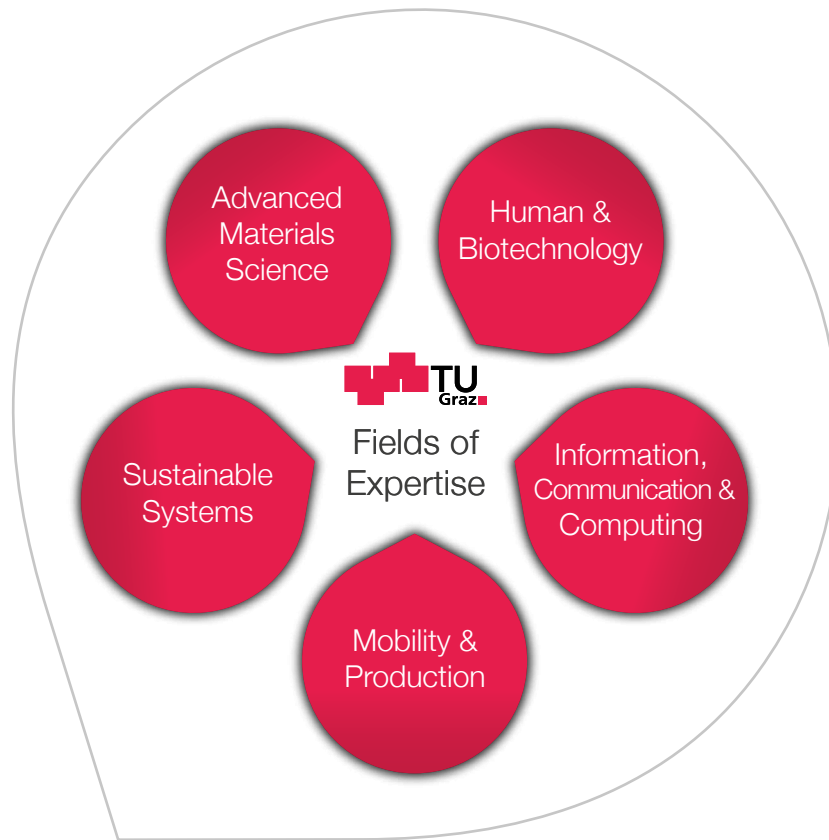 Advanced
Materials
Science
Human &
Biotechnology
TU
Graz
Fields of
Expertise
Sustainable
Systems
Information,
Communication &
Computing
Mobility &
Production